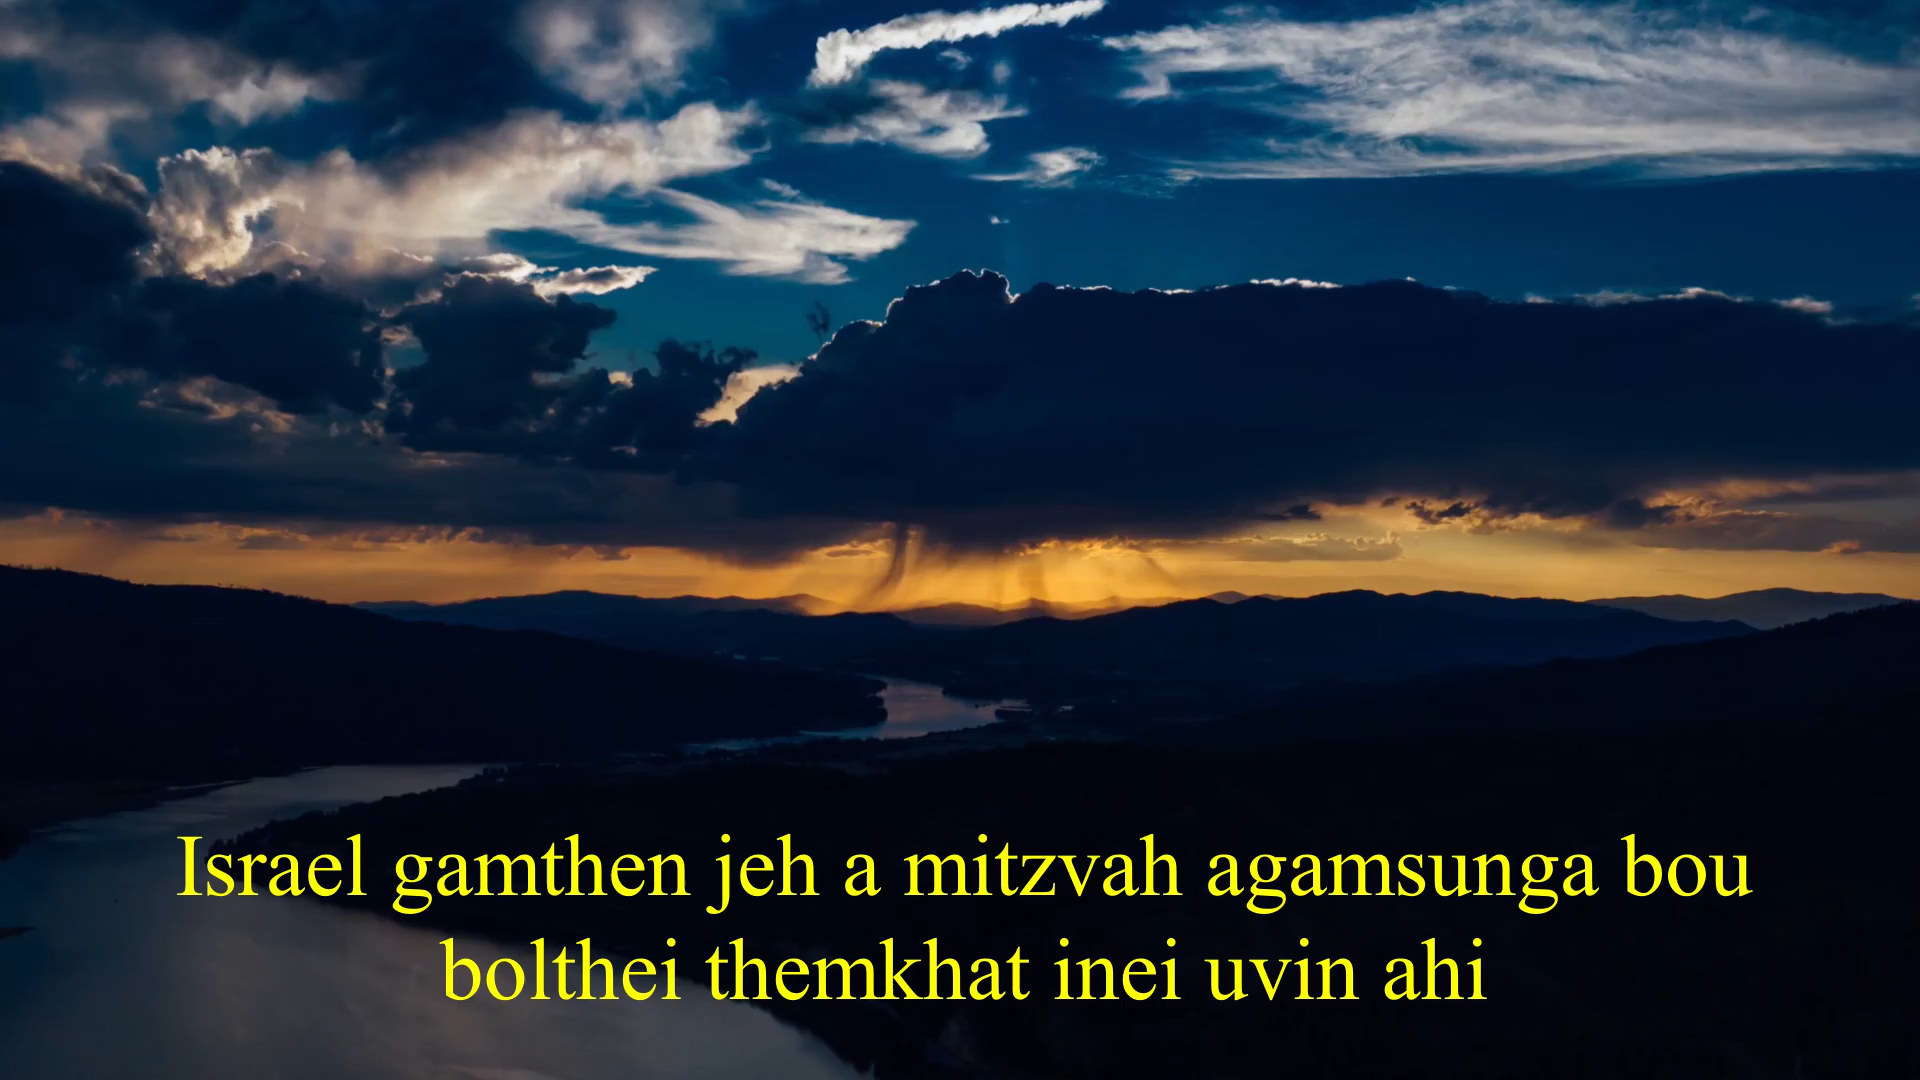 Israel gamthen jeh a mitzvah agamsunga bou
bolthei themkhat inei uvin ahi